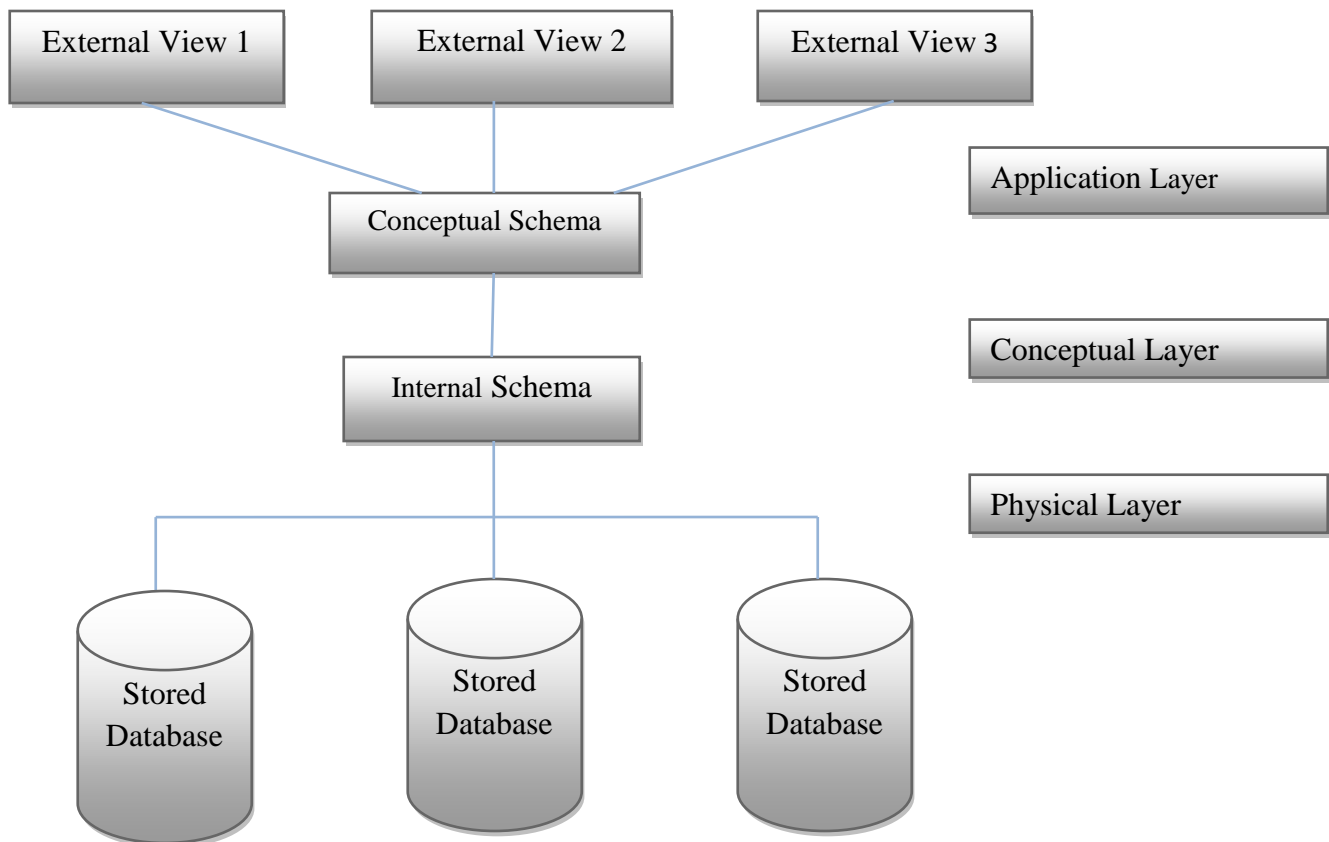 External View 1
External View 2
External View 3
Application Layer
Conceptual Schema
Conceptual Layer
Internal Schema
Physical Layer
Stored
Database
Stored
Database
Stored
Database